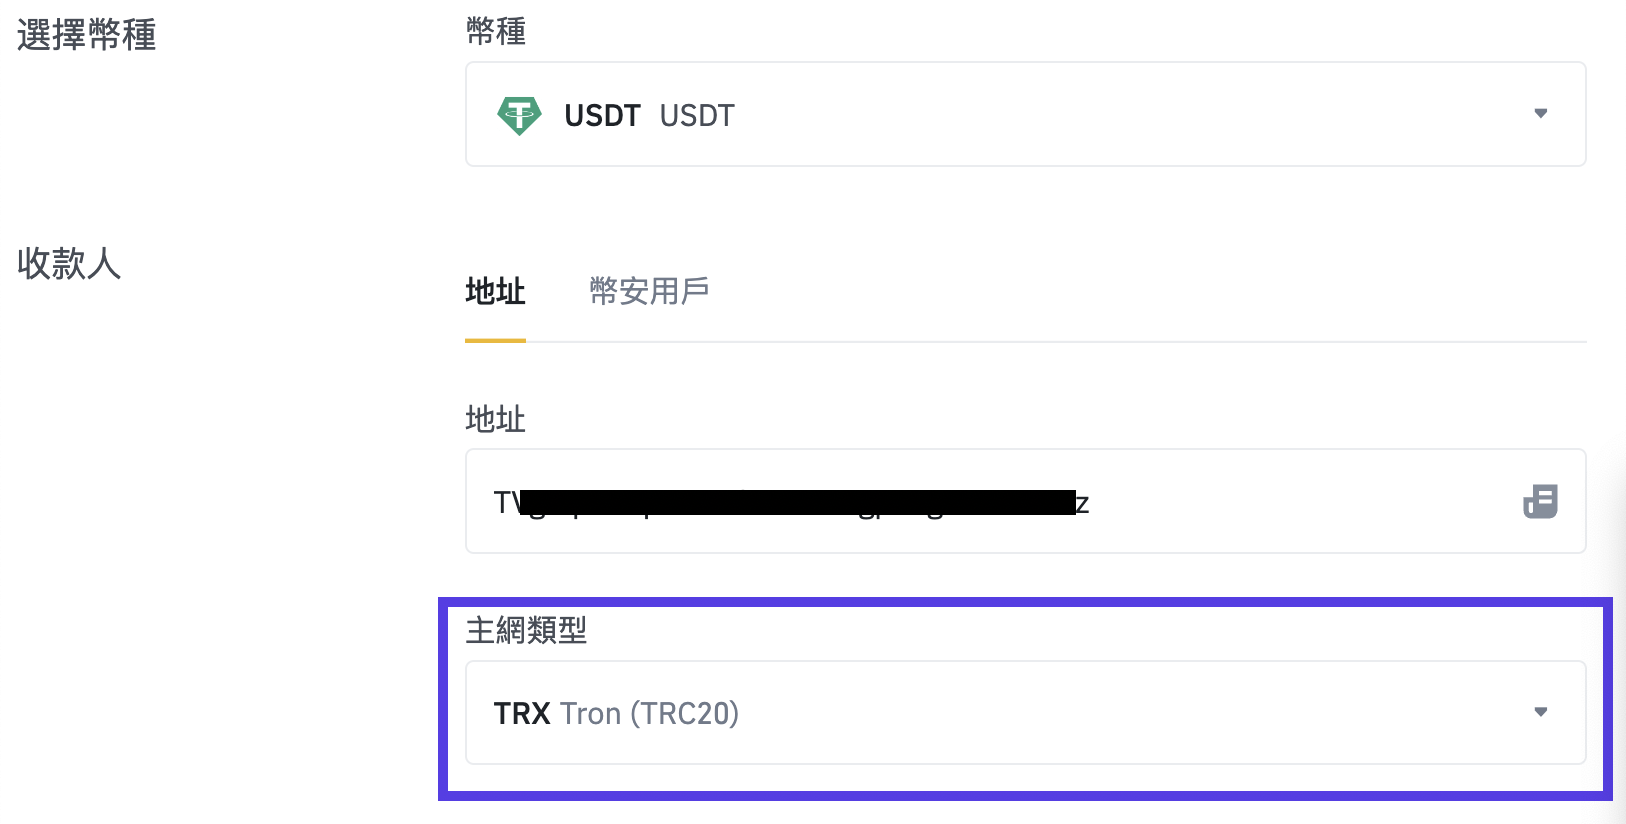 選擇幣種
幣種
USDT USDT
收款人
地址 幣安用戶
地址
TV z
主網類型
TRX Tron (TRC20)